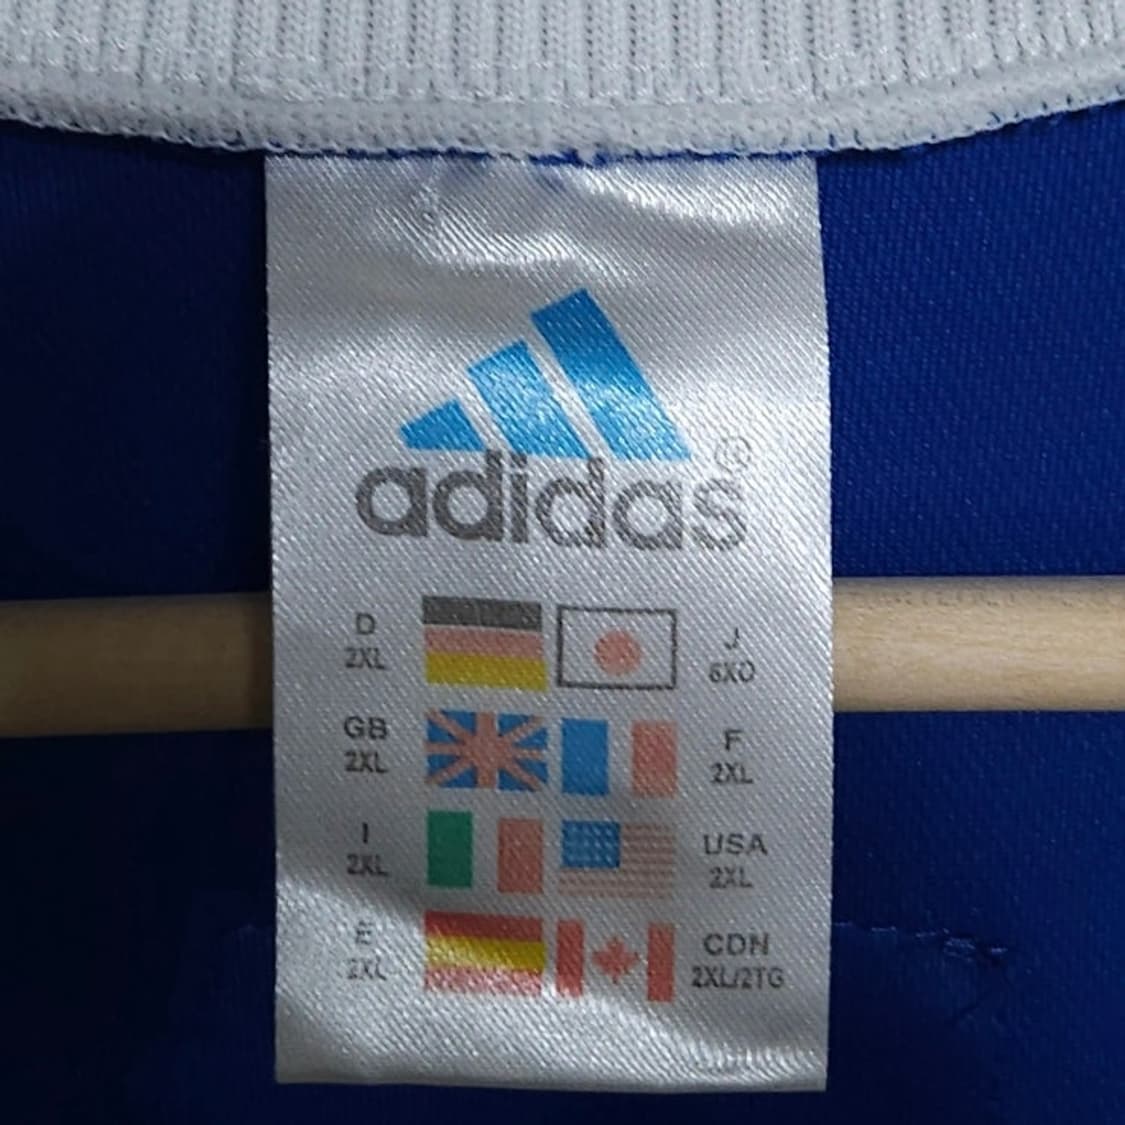 adidas®
D
2XL
J
6XO
GB
2XL
F
2XL
I
2XL
USA
2XL
E
2XL
CDN
2XL/2TG